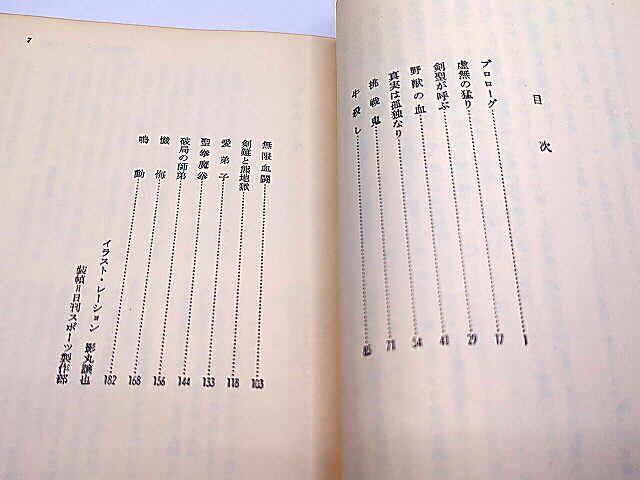 目次
プロローグ……1
虚無の猛り……17
剣聖が呼ぶ……29
野獣の血……41
真実は孤独なり……54
挑戦鬼……71
牛殺し……85
7
無限血闘……103
と熊地獄……118
愛弟子……133
聖拳魔拳……144
破局の師弟……156
懺悔……168
鳴動……182
イラスト・レーション 影丸譲也
装幀=日刊スポーツ製作部